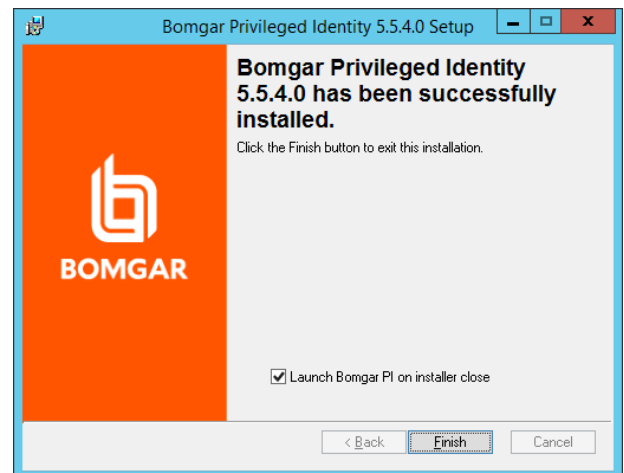 Bomgar Privileged Identity 5.5.4.0 Setup
Bomgar Privileged Identity
5.5.4.0 has been successfully
installed.
Click the Finish button to exit this installation.
BOMGAR
Launch Bomgar PI on installer close
< Back
Finish
Cancel